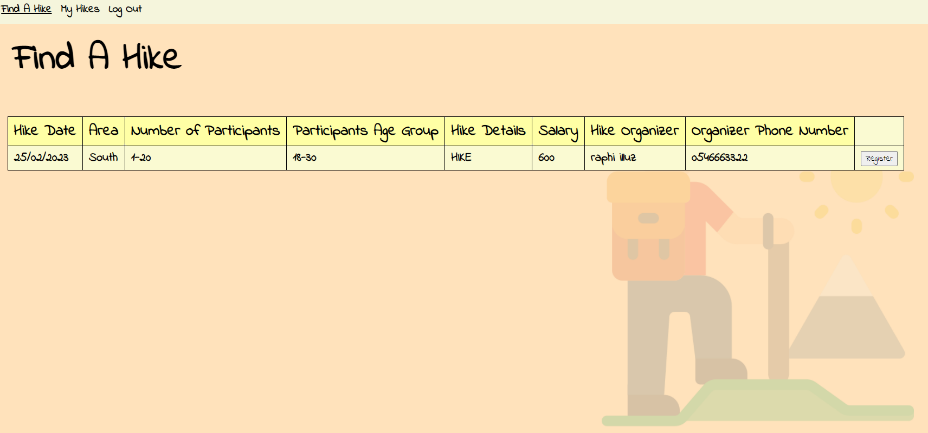 Find A Hike My Hikes Log Out
Find A Hike
Hike Date Area Number of Participants Participants Age Group Hike Details Salary Hike Organizer Organizer Phone Number
25/02/2023 South 1-20 18-30 HIKE 600 raphi illuz 0546663322 Register